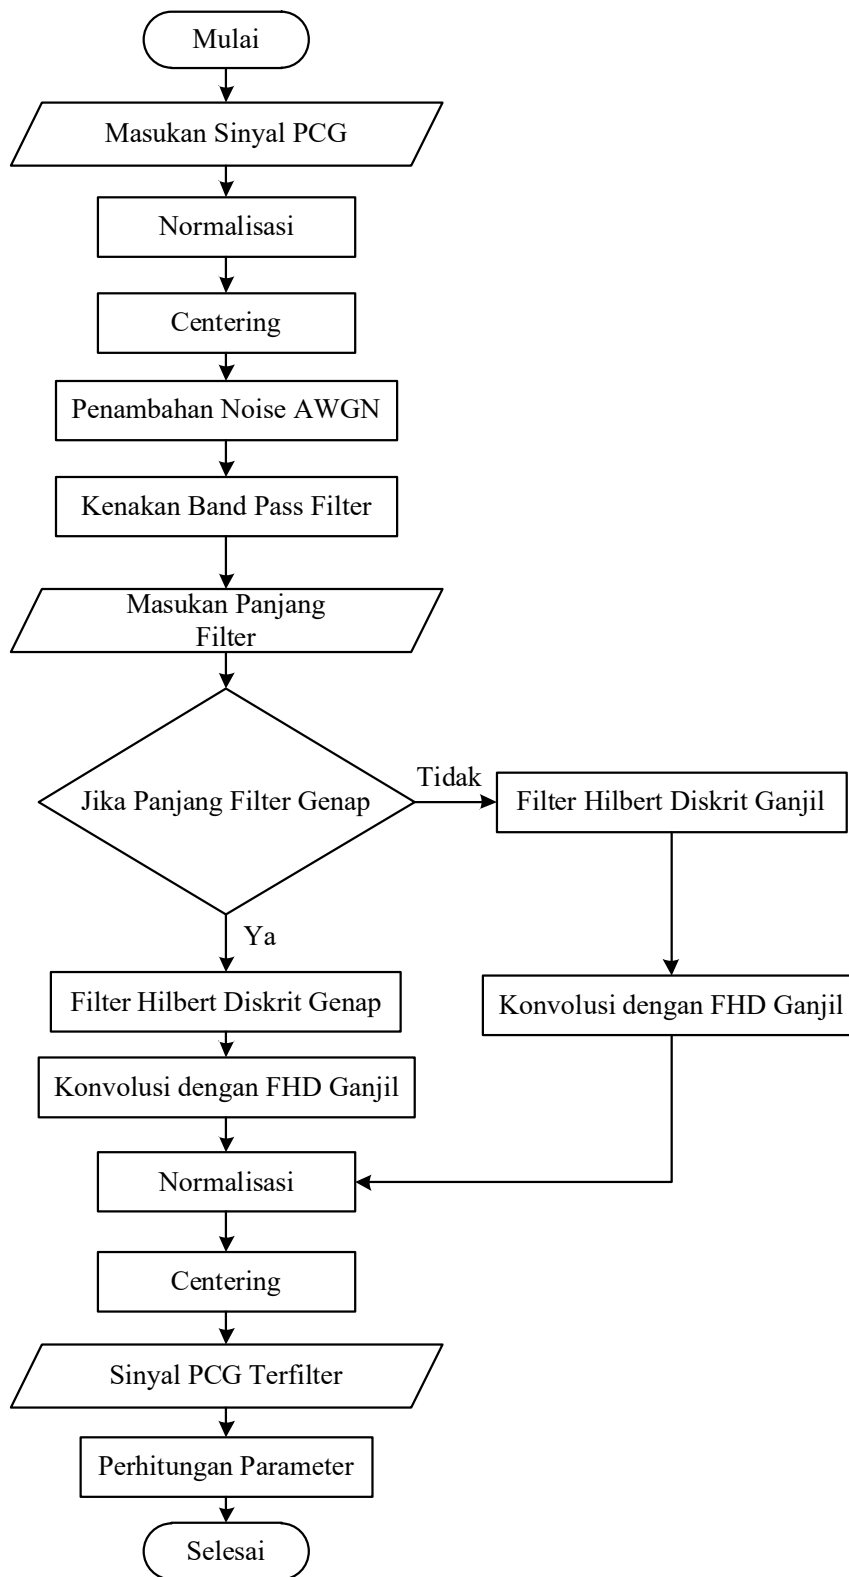 Mulai
Masukan Sinyal PCG
Normalisasi
Centering
Penambahan Noise AWGN
Kenakan Band Pass Filter
Masukan Panjang
Filter
Jika Panjang Filter Genap
Tidak
Filter Hilbert Diskrit Ganjil
Ya
Filter Hilbert Diskrit Genap
Konvolusi dengan FHD Ganjil
Konvolusi dengan FHD Ganjil
Normalisasi
Centering
Sinyal PCG Terfilter
Perhitungan Parameter
Selesai